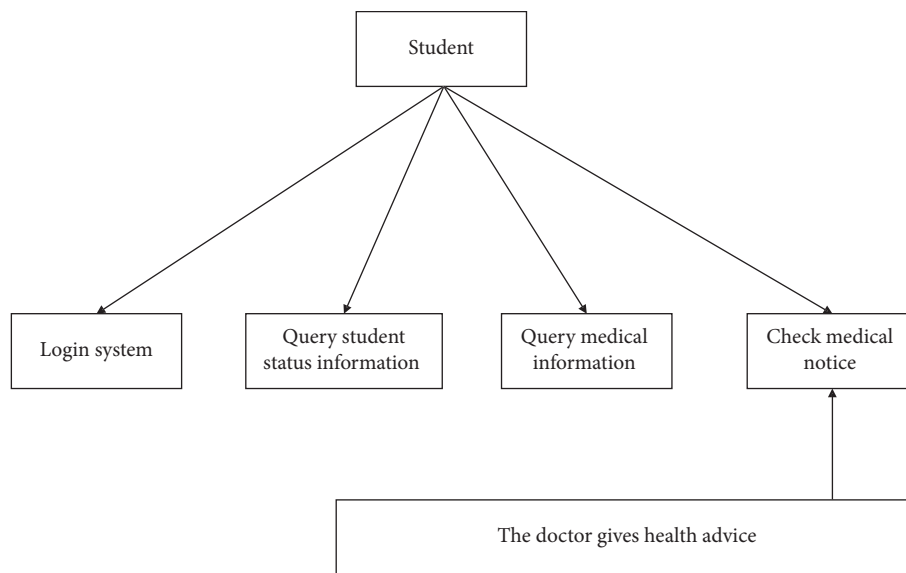 Student
Login system
Query student
status information
Query medical
information
Check medical
notice
The doctor gives health advice